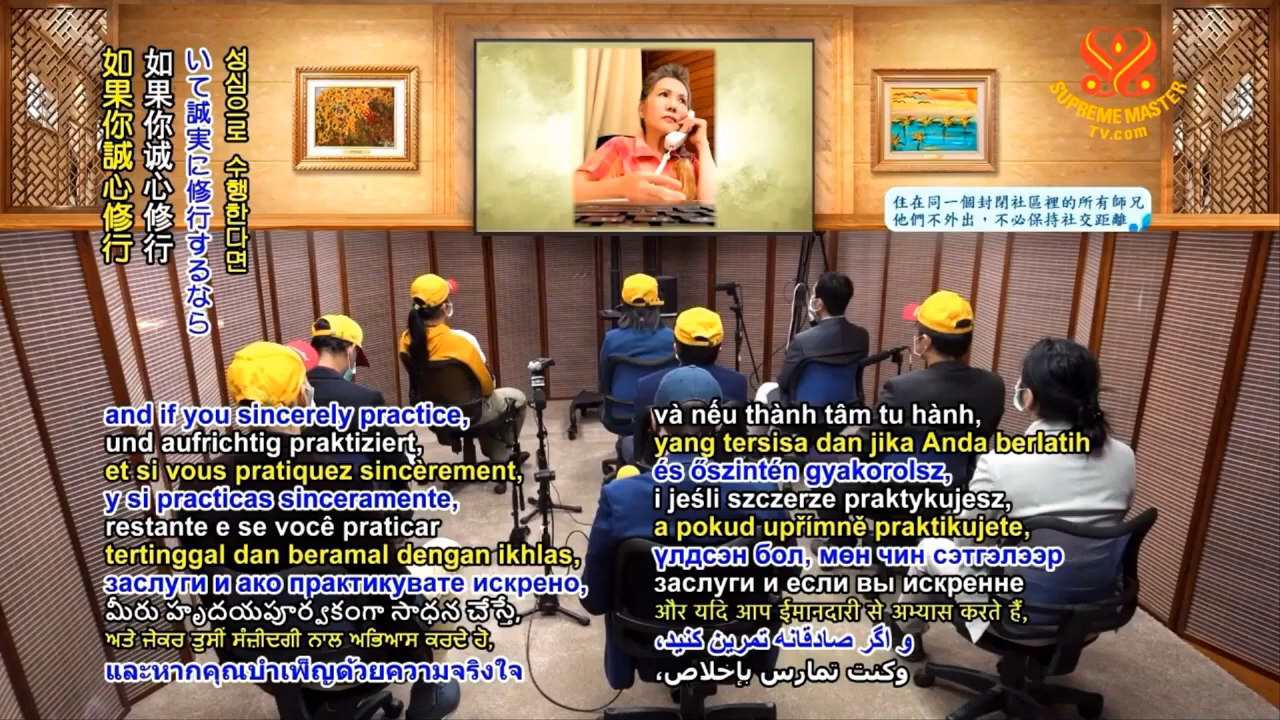 성심으로 수행한다면
いて誠実に修行するなら
如果你诚心修行
如果你誠心修行
SUPREME MASTER
TV.com
住在同一個封閉社區裡的所有師兄
他們不外出，不必保持社交距離
and if you sincerely practice,
und aufrichtig praktiziert,
et si vous pratiquez sincèrement,
y si practicas sinceramente,
restante e se você praticar
tertinggal dan beramal dengan ikhlas,
заслуги и ако практикувате искрено,
మీరు హృదయపూర్వకంగా సాధన చేస్తే,
ਅਤੇ ਜੇਕਰ ਤੁਸੀਂ ਸੰਜ਼ੀਦਗੀ ਨਾਲ ਅਭਿਆਸ ਕਰਦੇ ਹੋ,
และหากคุณบำเพ็ญด้วยความจริงใจ
và nếu thành tâm tu hành,
yang tersisa dan jika Anda berlatih
és őszintén gyakorolsz,
i jeśli szczerze praktykujesz,
a pokud upřímně praktikujete,
үлдсэн бол, мөн чин сэтгэлээр
заслуги и если вы искренне
और यदि आप ईमानदारी से अभ्यास करते हैं,
و اگر صادقانه تمرین کنید،
وكنت تمارس بإخلاص،